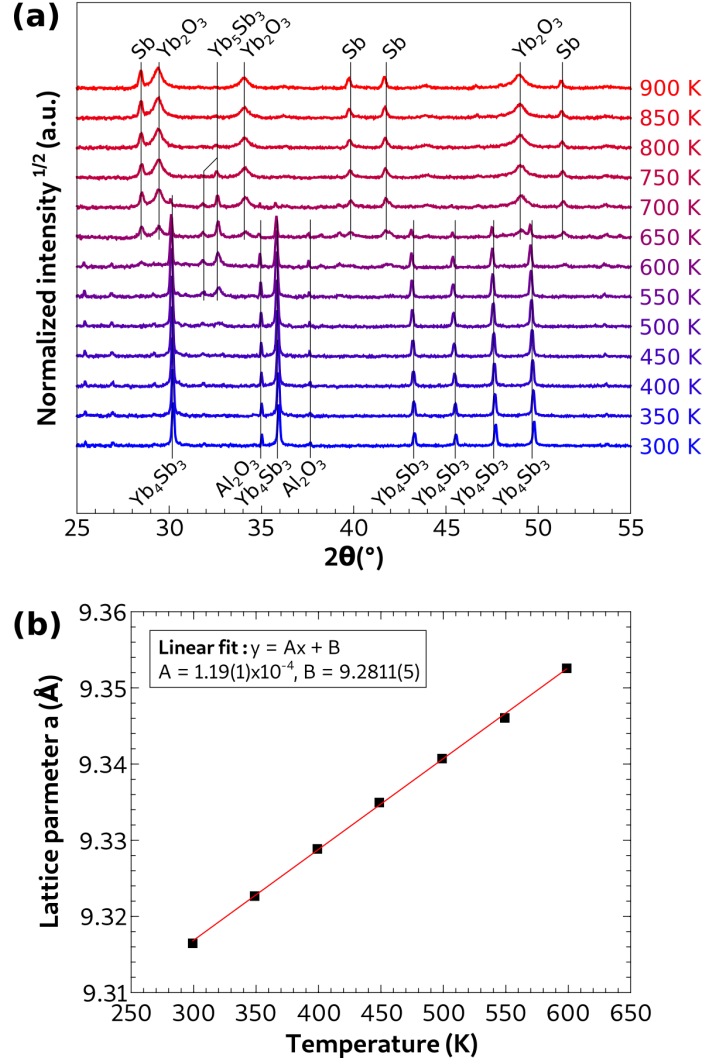 (a)
Sb Yb₂O₃ Yb₅Sb₃ Yb₂O₃ Sb Sb Yb₂O₃ Sb
Normalized intensity ¹ᐟ² (a.u.)
900 K
850 K
800 K
750 K
700 K
650 K
600 K
550 K
500 K
450 K
400 K
350 K
300 K
Yb₄Sb₃ Al₂O₃ Yb₄Sb₃ Al₂O₃ Yb₄Sb₃ Yb₄Sb₃ Yb₄Sb₃ Yb₄Sb₃
25 30 35 40 45 50 55
2θ(°)
(b)
Lattice parmeter a (Å)
9.36
9.35
9.34
9.33
9.32
9.31
Linear fit : y = Ax + B
A = 1.19(1)x10⁻⁴, B = 9.2811(5)
250 300 350 400 450 500 550 600 650
Temperature (K)